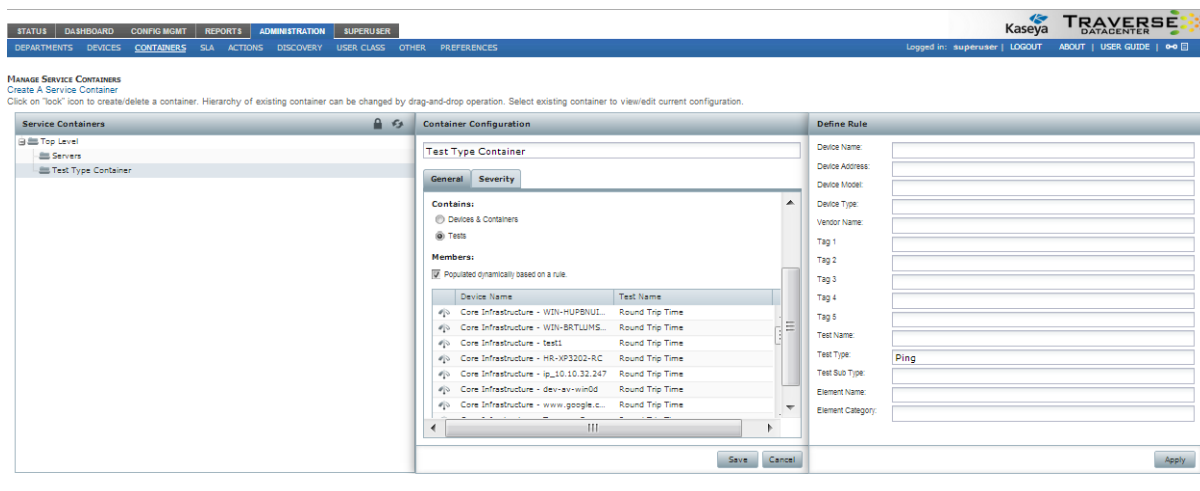 Kaseya TRAVERSE
DATACENTER
STATUS DASHBOARD CONFIG MGMT REPORTS ADMINISTRATION SUPERUSER
DEPARTMENTS DEVICES CONTAINERS SLA ACTIONS DISCOVERY USER CLASS OTHER PREFERENCES
Logged in: superuser | LOGOUT ABOUT | USER GUIDE |
MANAGE SERVICE CONTAINERS
Create A Service Container
Click on "lock" icon to create/delete a container. Hierarchy of existing container can be changed by drag-and-drop operation. Select existing container to view/edit current configuration.
Service Containers
Top Level
Servers
Test Type Container
Container Configuration
Test Type Container
General Severity
Contains:
Devices & Containers
Tests
Members:
Populated dynamically based on a rule.
Device Name Test Name
Core Infrastructure - WIN-HUPBNUI... Round Trip Time
Core Infrastructure - WIN-BRTLUMS... Round Trip Time
Core Infrastructure - test1 Round Trip Time
Core Infrastructure - HR-XP3202-RC Round Trip Time
Core Infrastructure - ip_10.10.32.247 Round Trip Time
Core Infrastructure - dev-av-win0d Round Trip Time
Core Infrastructure - www.google.c... Round Trip Time
Save Cancel
Define Rule
Device Name:
Device Address:
Device Model:
Device Type:
Vendor Name:
Tag 1
Tag 2
Tag 3
Tag 4
Tag 5
Test Name:
Test Type: Ping
Test Sub Type:
Element Name:
Element Category:
Apply